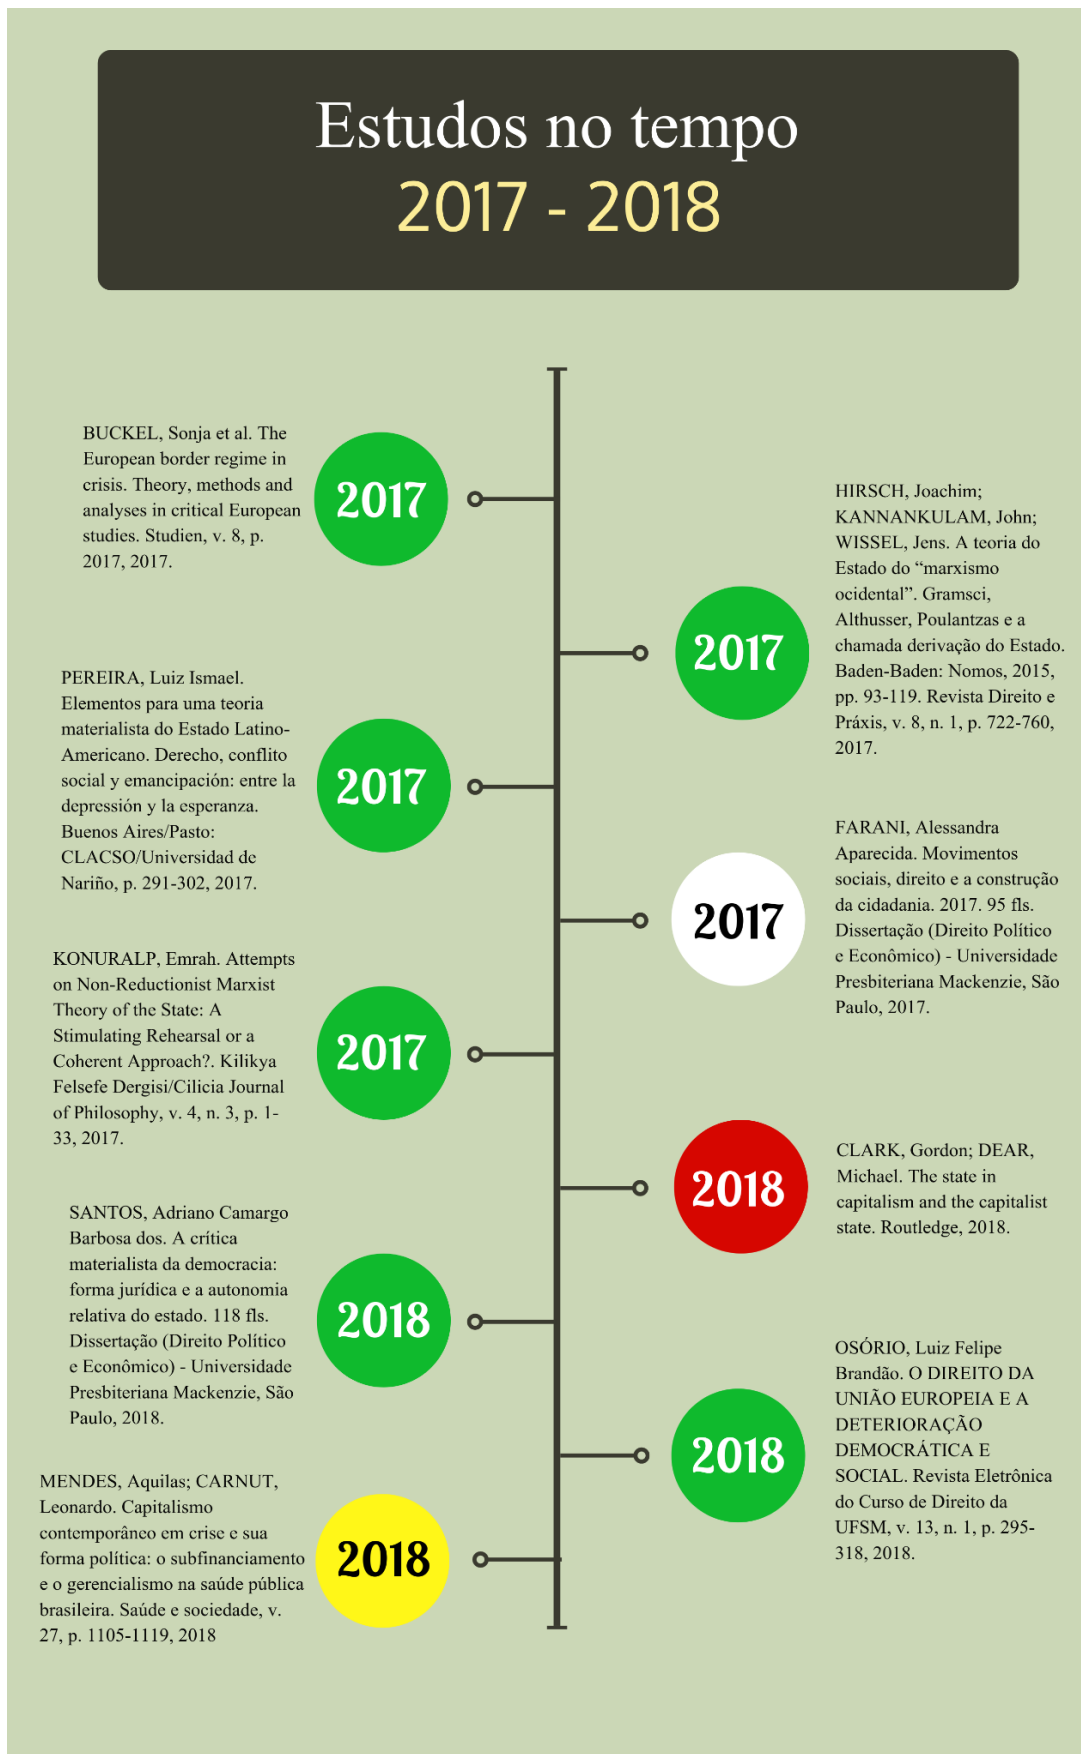 Estudos no tempo
2017 - 2018
BUCKEL, Sonja et al. The
European border regime in
crisis. Theory, methods and
analyses in critical European
studies. Studien, v. 8, p.
2017, 2017.
2017
HIRSCH, Joachim;
KANNANKULAM, John;
WISSEL, Jens. A teoria do
Estado do “marxismo
ocidental”. Gramsci,
Althusser, Poulantzas e a
chamada derivação do Estado.
Baden-Baden: Nomos, 2015,
pp. 93-119. Revista Direito e
Práxis, v. 8, n. 1, p. 722-760,
2017.
2017
PEREIRA, Luiz Ismael.
Elementos para uma teoria
materialista do Estado Latino-
Americano. Derecho, conflito
social y emancipación: entre la
depressión y la esperanza.
Buenos Aires/Pasto:
CLACSO/Universidad de
Nariño, p. 291-302, 2017.
2017
FARANI, Alessandra
Aparecida. Movimentos
sociais, direito e a construção
da cidadania. 2017. 95 fls.
Dissertação (Direito Político
e Econômico) - Universidade
Presbiteriana Mackenzie, São
Paulo, 2017.
2017
KONURALP, Emrah. Attempts
on Non-Reductionist Marxist
Theory of the State: A
Stimulating Rehearsal or a
Coherent Approach?. Kilikya
Felsefe Dergisi/Cilicia Journal
of Philosophy, v. 4, n. 3, p. 1-
33, 2017.
2017
CLARK, Gordon; DEAR,
Michael. The state in
capitalism and the capitalist
state. Routledge, 2018.
2018
SANTOS, Adriano Camargo
Barbosa dos. A crítica
materialista da democracia:
forma jurídica e a autonomia
relativa do estado. 118 fls.
Dissertação (Direito Político
e Econômico) - Universidade
Presbiteriana Mackenzie, São
Paulo, 2018.
2018
OSÓRIO, Luiz Felipe
Brandão. O DIREITO DA
UNIÃO EUROPEIA E A
DETERIORAÇÃO
DEMOCRÁTICA E
SOCIAL. Revista Eletrônica
do Curso de Direito da
UFSM, v. 13, n. 1, p. 295-
318, 2018.
2018
MENDES, Aquilas; CARNUT,
Leonardo. Capitalismo
contemporâneo em crise e sua
forma política: o subfinanciamento
e o gerencialismo na saúde pública
brasileira. Saúde e sociedade, v.
27, p. 1105-1119, 2018
2018